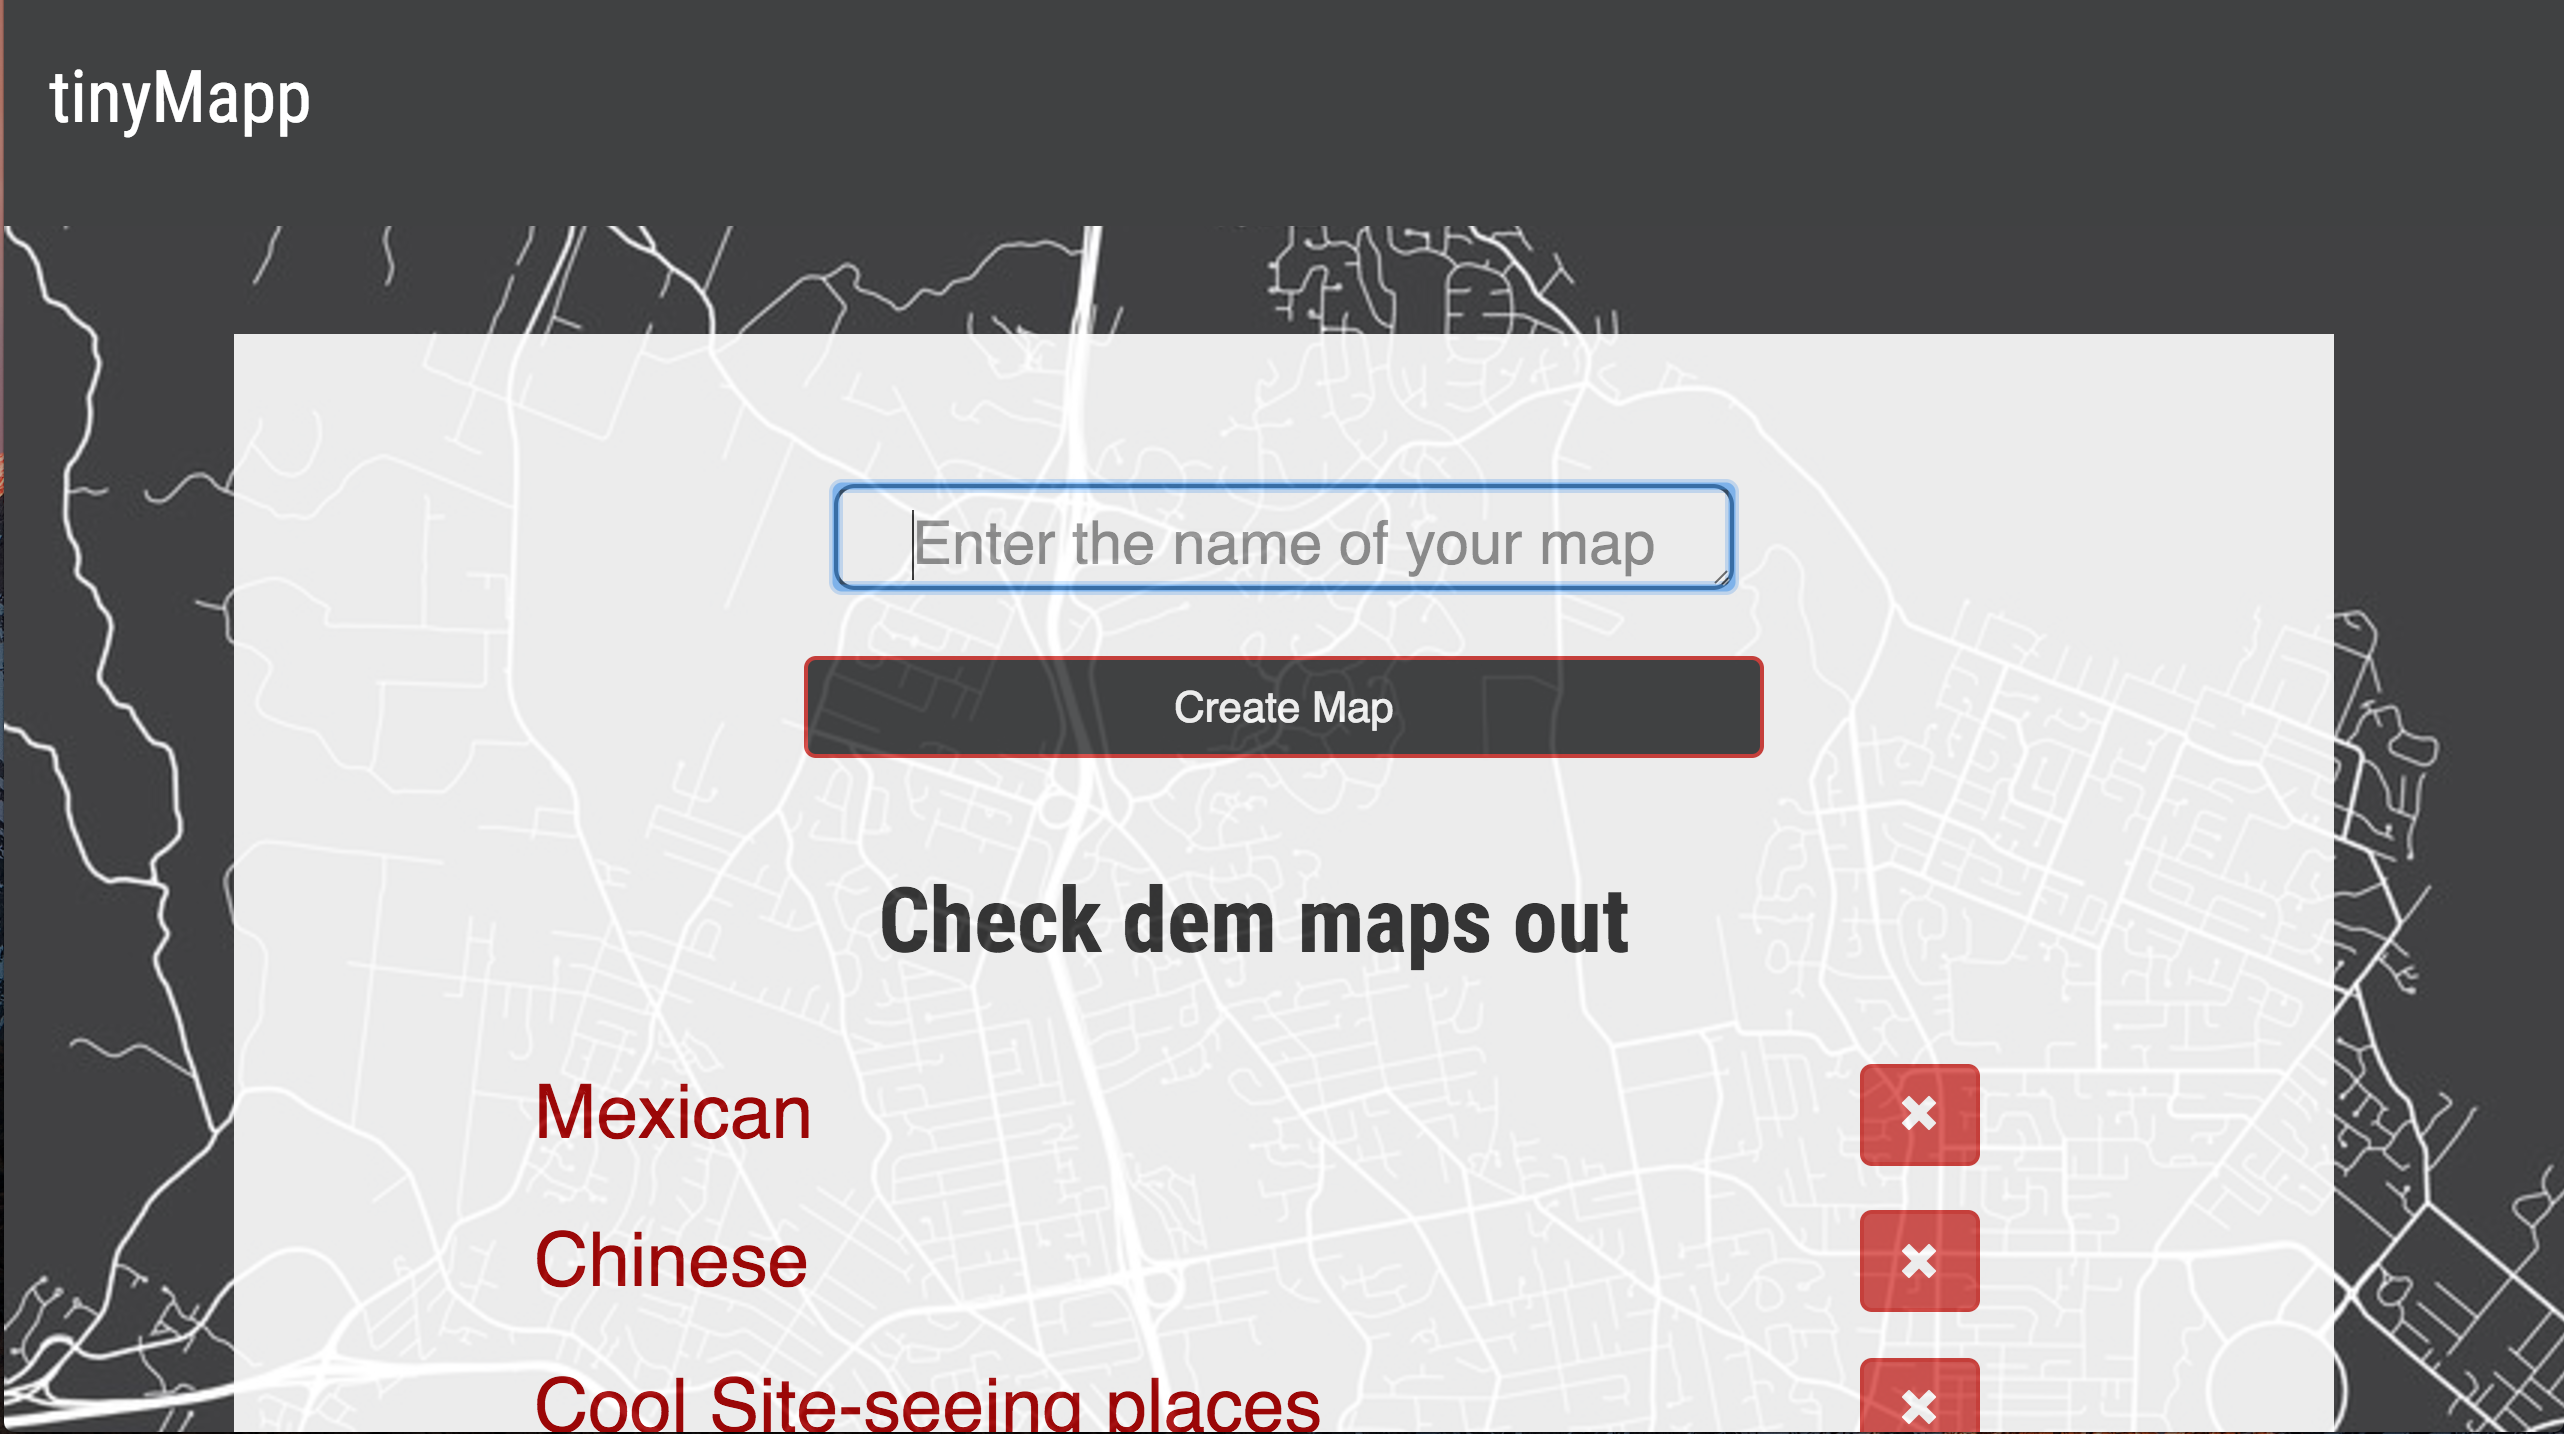 tinyMapp
Enter the name of your map
Create Map
Check dem maps out
Mexican
Chinese
Cool Site-seeing places